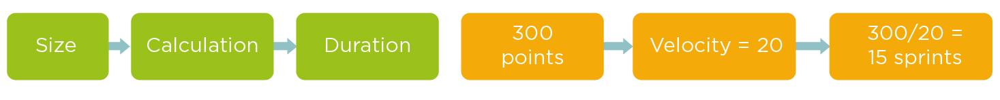 Size
Calculation
Duration
300
points
Velocity = 20
300/20 =
15 sprints